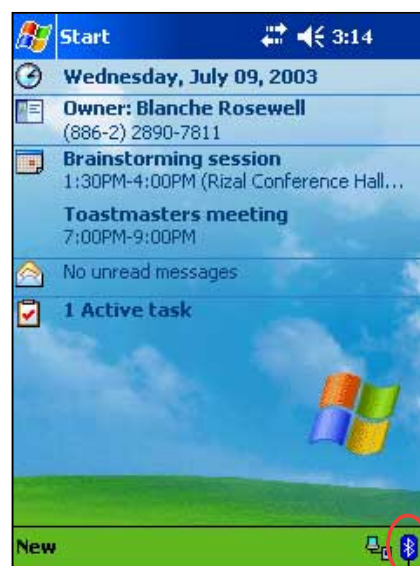 Start 3:14
Wednesday, July 09, 2003
Owner: Blanche Rosewell
(886-2) 2890-7811
Brainstorming session
1:30PM-4:00PM (Rizal Conference Hall...
Toastmasters meeting
7:00PM-9:00PM
No unread messages
1 Active task
New